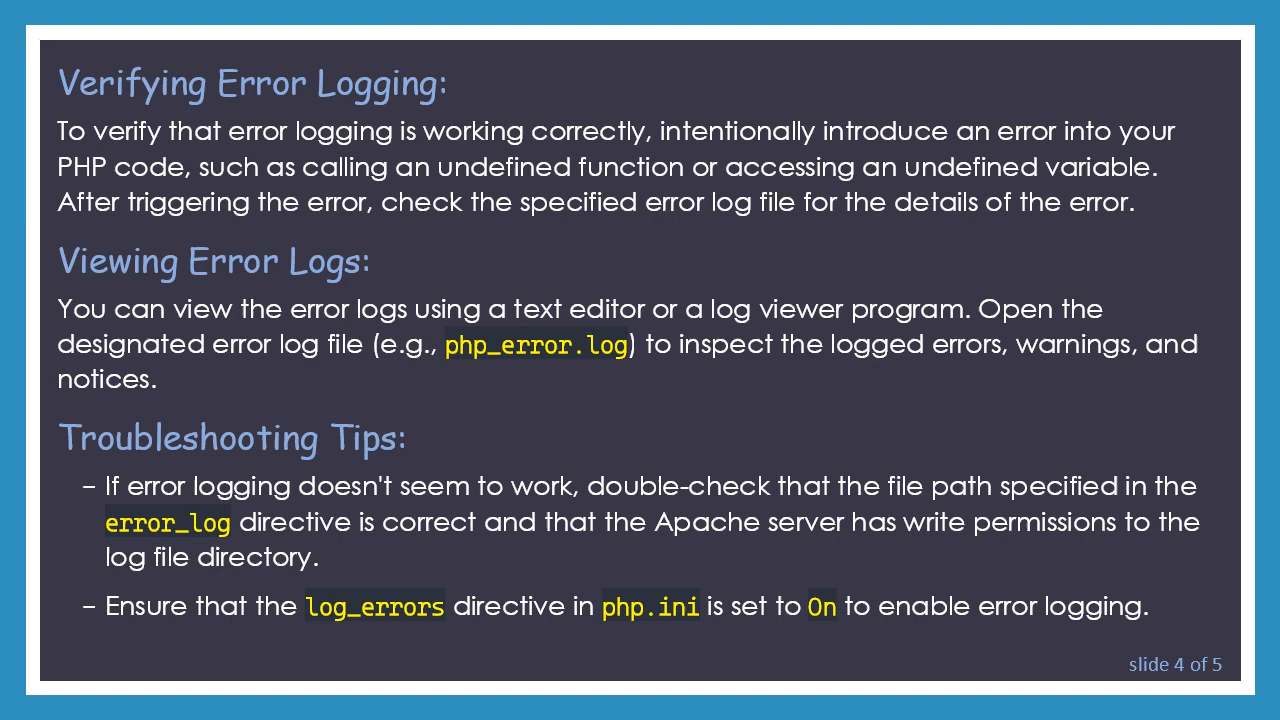 Verifying Error Logging:
To verify that error logging is working correctly, intentionally introduce an error into your
PHP code, such as calling an undefined function or accessing an undefined variable.
After triggering the error, check the specified error log file for the details of the error.
Viewing Error Logs:
You can view the error logs using a text editor or a log viewer program. Open the
designated error log file (e.g., php_error.log) to inspect the logged errors, warnings, and
notices.
Troubleshooting Tips:
– If error logging doesn't seem to work, double-check that the file path specified in the
error_log directive is correct and that the Apache server has write permissions to the
log file directory.
– Ensure that the log_errors directive in php.ini is set to On to enable error logging.
slide 4 of 5